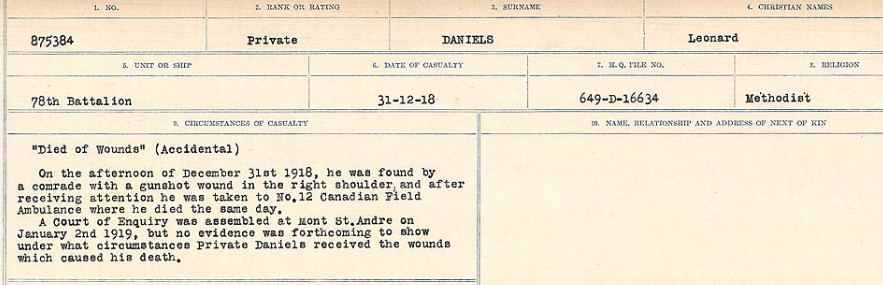 1. NO. 2. RANK OR RATING 3. SURNAME 4. CHRISTIAN NAMES
875384 Private DANIELS Leonard
5. UNIT OR SHIP 6. DATE OF CASUALTY 7. H.Q. FILE NO. 8. RELIGION
78th Battalion 31-12-18 649-D-16634 Methodist
9. CIRCUMSTANCES OF CASUALTY 10. NAME, RELATIONSHIP AND ADDRESS OF NEXT OF KIN
"Died of Wounds" (Accidental)
On the afternoon of December 31st 1918, he was found by
a comrade with a gunshot wound in the right shoulder, and after
receiving attention he was taken to No.12 Canadian Field
Ambulance where he died the same day.
A Court of Enquiry was assembled at Mont St.Andre on
January 2nd 1919, but no evidence was forthcoming to show
under what circumstances Private Daniels received the wounds
which caused his death.